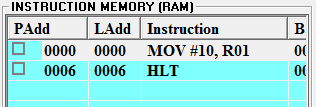 INSTRUCTION MEMORY (RAM)
PAdd LAdd Instruction B
0000 0000 MOV #10, R01 00
0006 0006 HLT 00